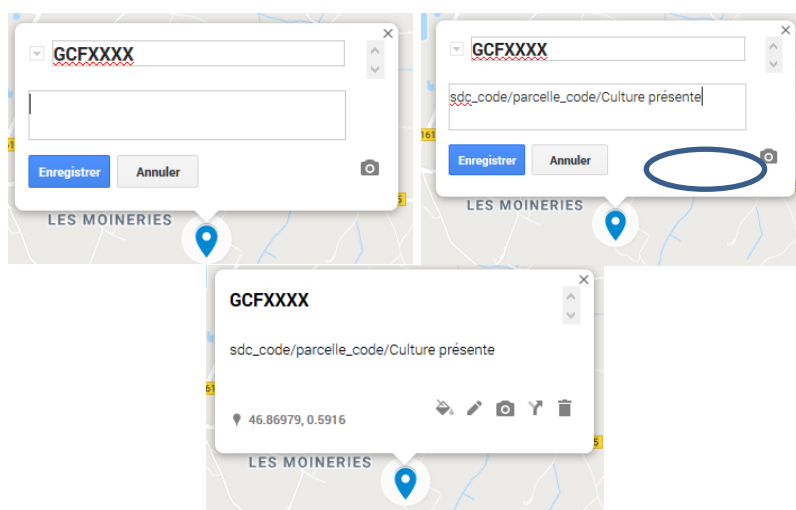 GCFXXXX
Enregistrer Annuler
LES MOINERIES
GCFXXXX
sdc_code/parcelle_code/Culture présente
161
Enregistrer Annuler
LES MOINERIES
GCFXXXX
sdc_code/parcelle_code/Culture présente
46.86979, 0.5916
LES MOINERIES